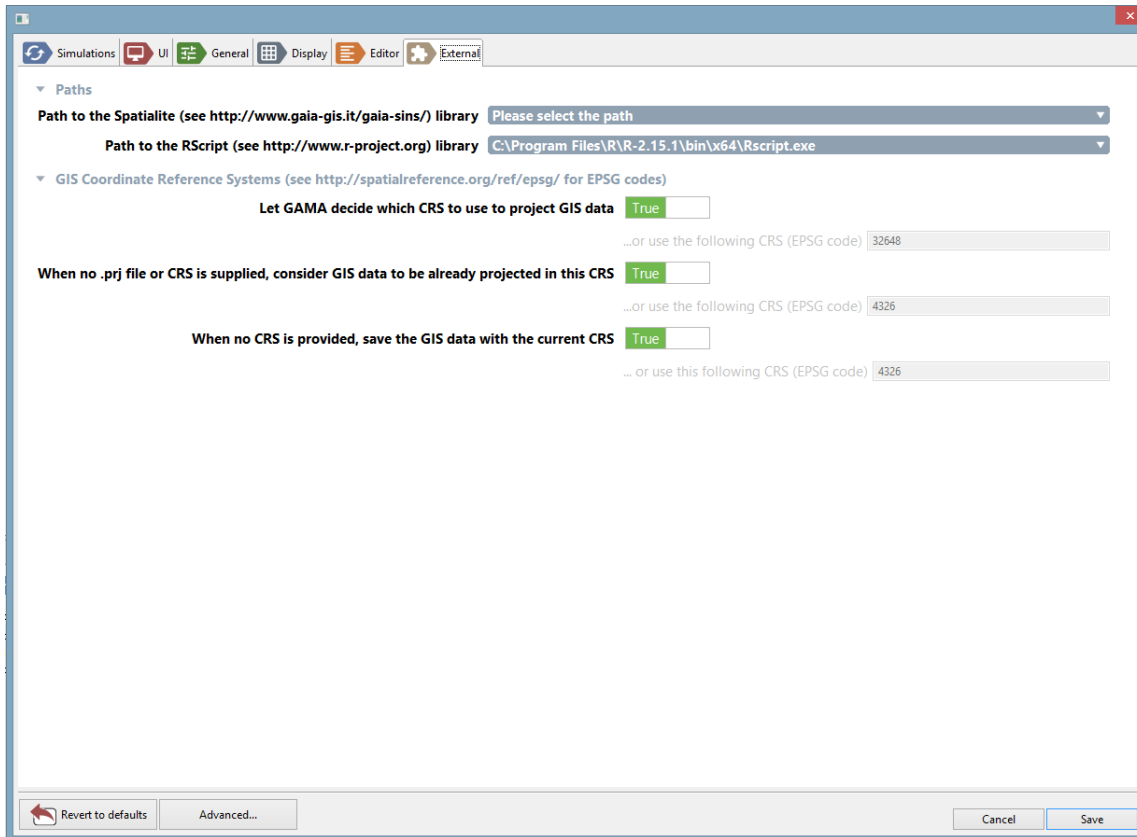 Simulations UI General Display Editor External
Paths
Path to the Spatialite (see http://www.gaia-gis.it/gaia-sins/) library Please select the path
Path to the RScript (see http://www.r-project.org) library C:\Program Files\R\R-2.15.1\bin\x64\Rscript.exe
GIS Coordinate Reference Systems (see http://spatialreference.org/ref/epsg/ for EPSG codes)
Let GAMA decide which CRS to use to project GIS data True
...or use the following CRS (EPSG code) 32648
When no .prj file or CRS is supplied, consider GIS data to be already projected in this CRS True
...or use the following CRS (EPSG code) 4326
When no CRS is provided, save the GIS data with the current CRS True
... or use this following CRS (EPSG code) 4326
Revert to defaults Advanced... Cancel Save